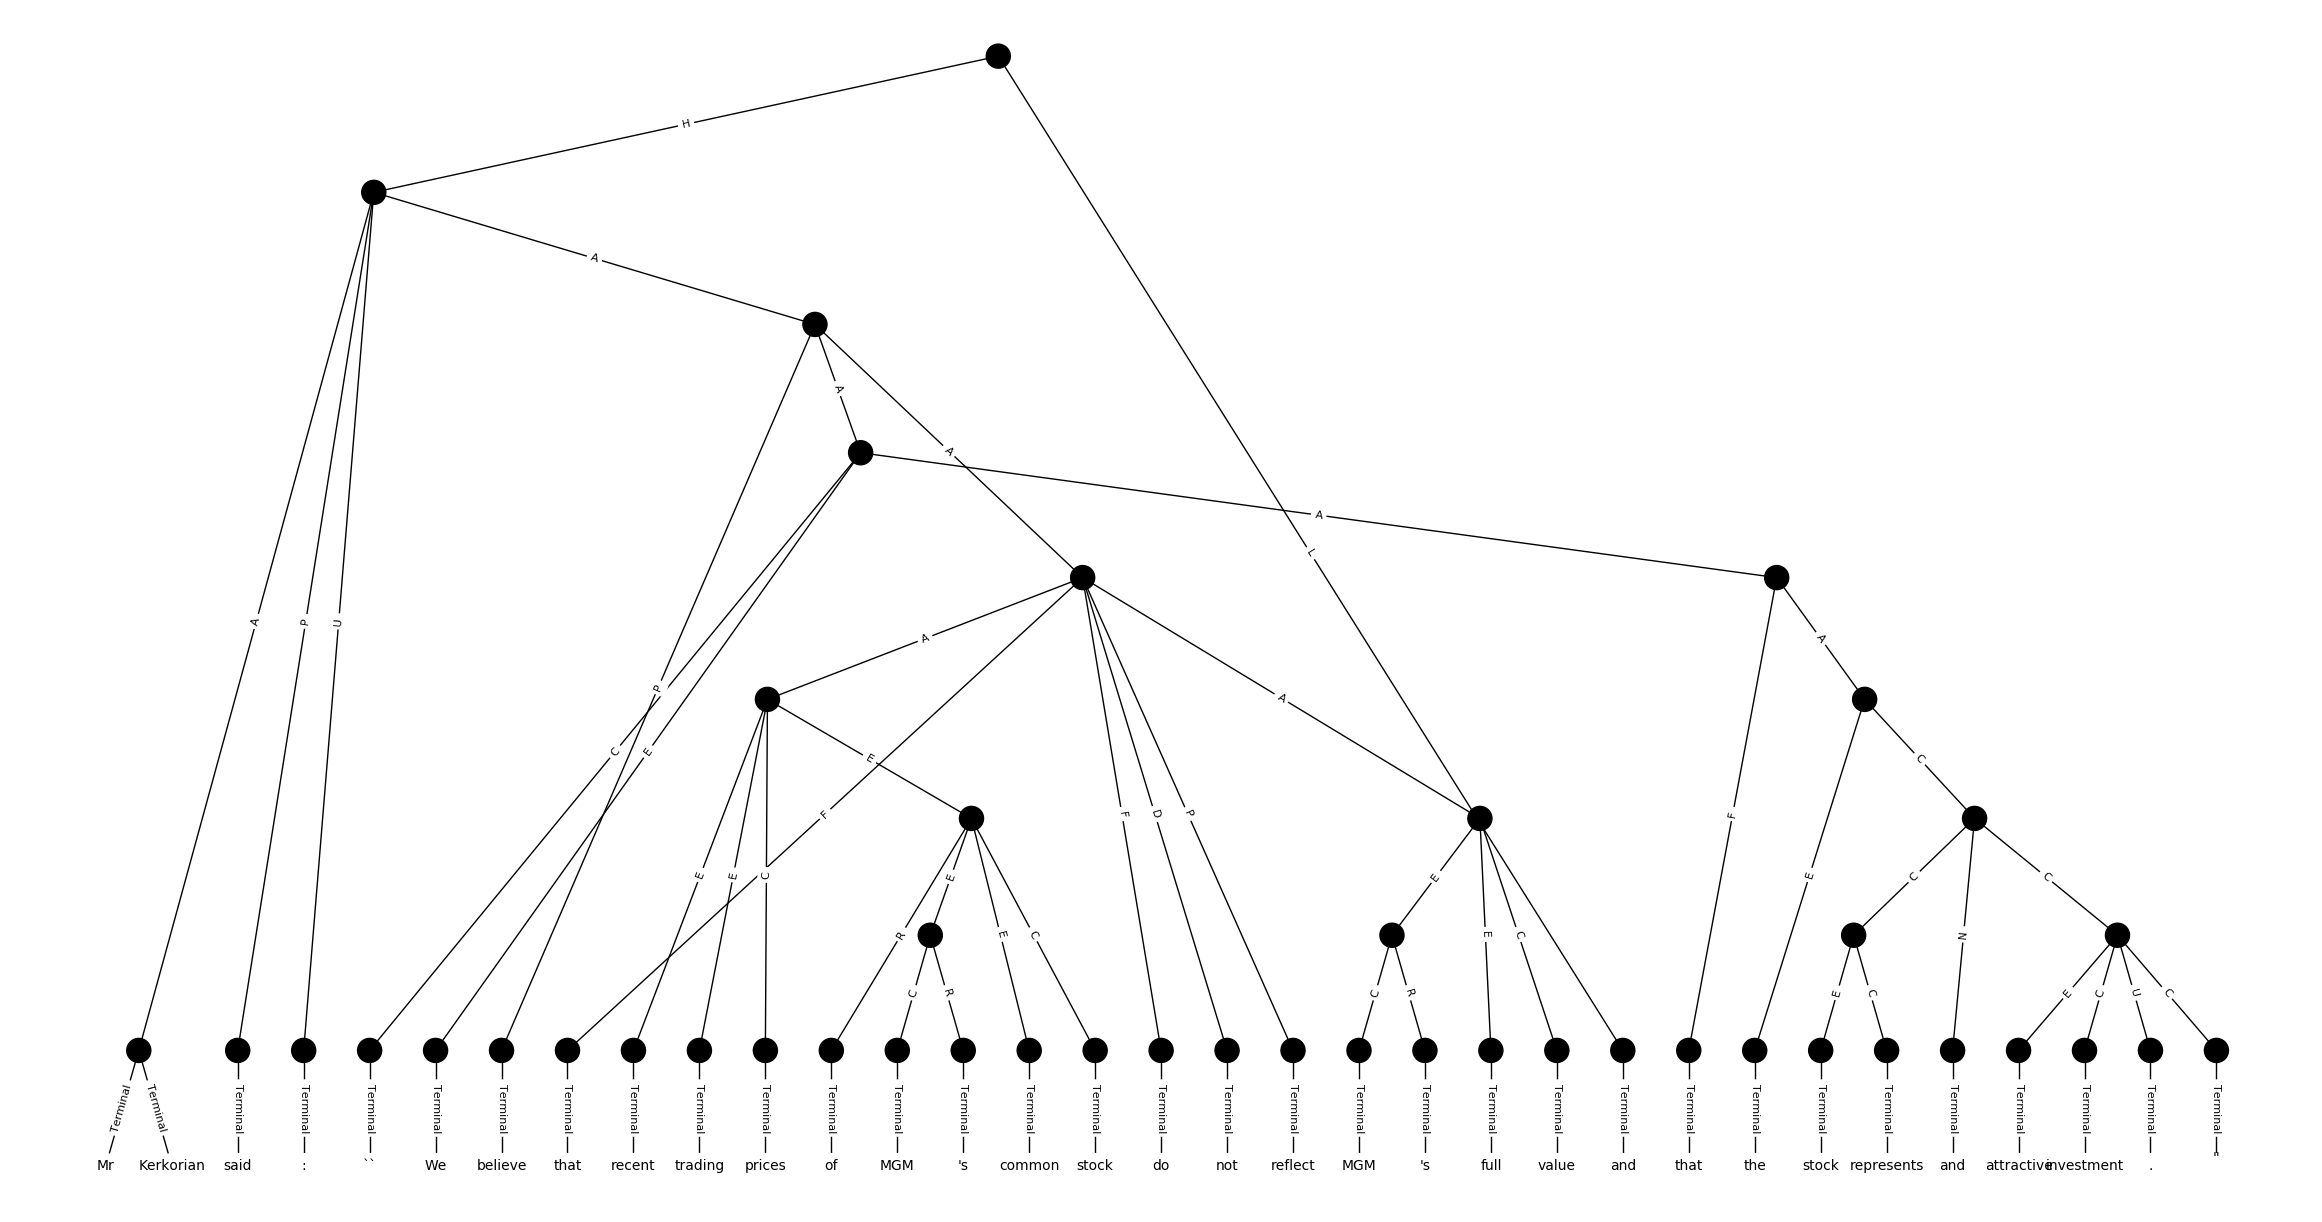 H
A
A
A
A
L
A
P
U
A
A
A
P
C
E
E
F
A
C
F
D
P
F
E
E
E
C
E
E
E
C
C
R
E
C
E
C
N
C
R
C
R
E
C
E
C
U
C
Terminal Terminal Terminal Terminal Terminal Terminal Terminal Terminal Terminal Terminal Terminal Terminal Terminal Terminal Terminal Terminal Terminal Terminal Terminal Terminal Terminal Terminal Terminal Terminal Terminal Terminal Terminal Terminal Terminal Terminal Terminal Terminal Terminal
Mr Kerkorian said : `` We believe that recent trading prices of MGM 's common stock do not reflect MGM 's full value and that the stock represents and attractive investment . "